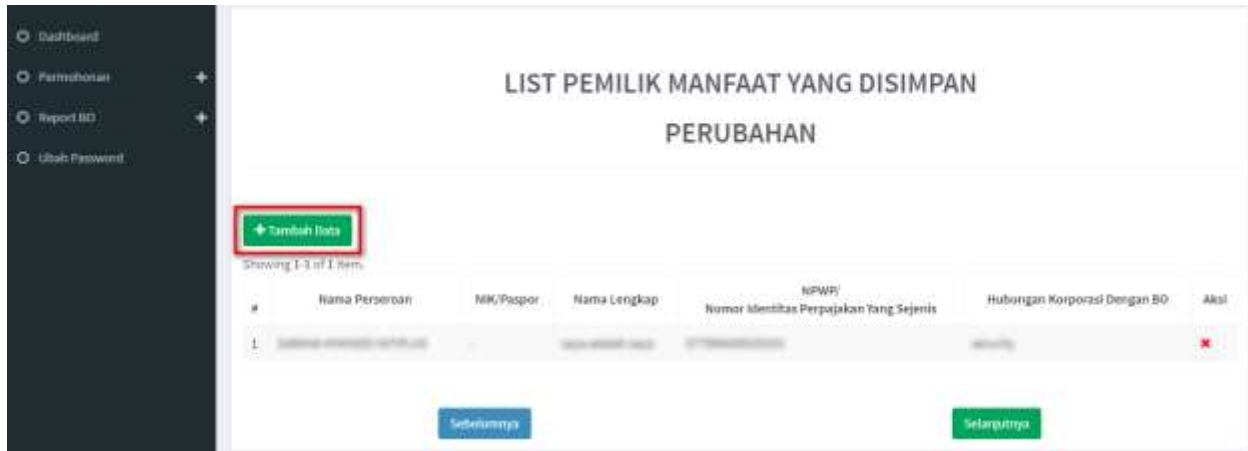 Dashboard
Permohonan
Report BO
Ubah Password
LIST PEMILIK MANFAAT YANG DISIMPAN
PERUBAHAN
Tambah Data
Showing 1-1 of 1 item.
# Nama Perseroan NIK/Paspor Nama Lengkap NPWP/ Nomor Identitas Perpajakan Yang Sejenis Hubungan Korporasi Dengan BO Aksi
1
Sebelumnya Selanjutnya